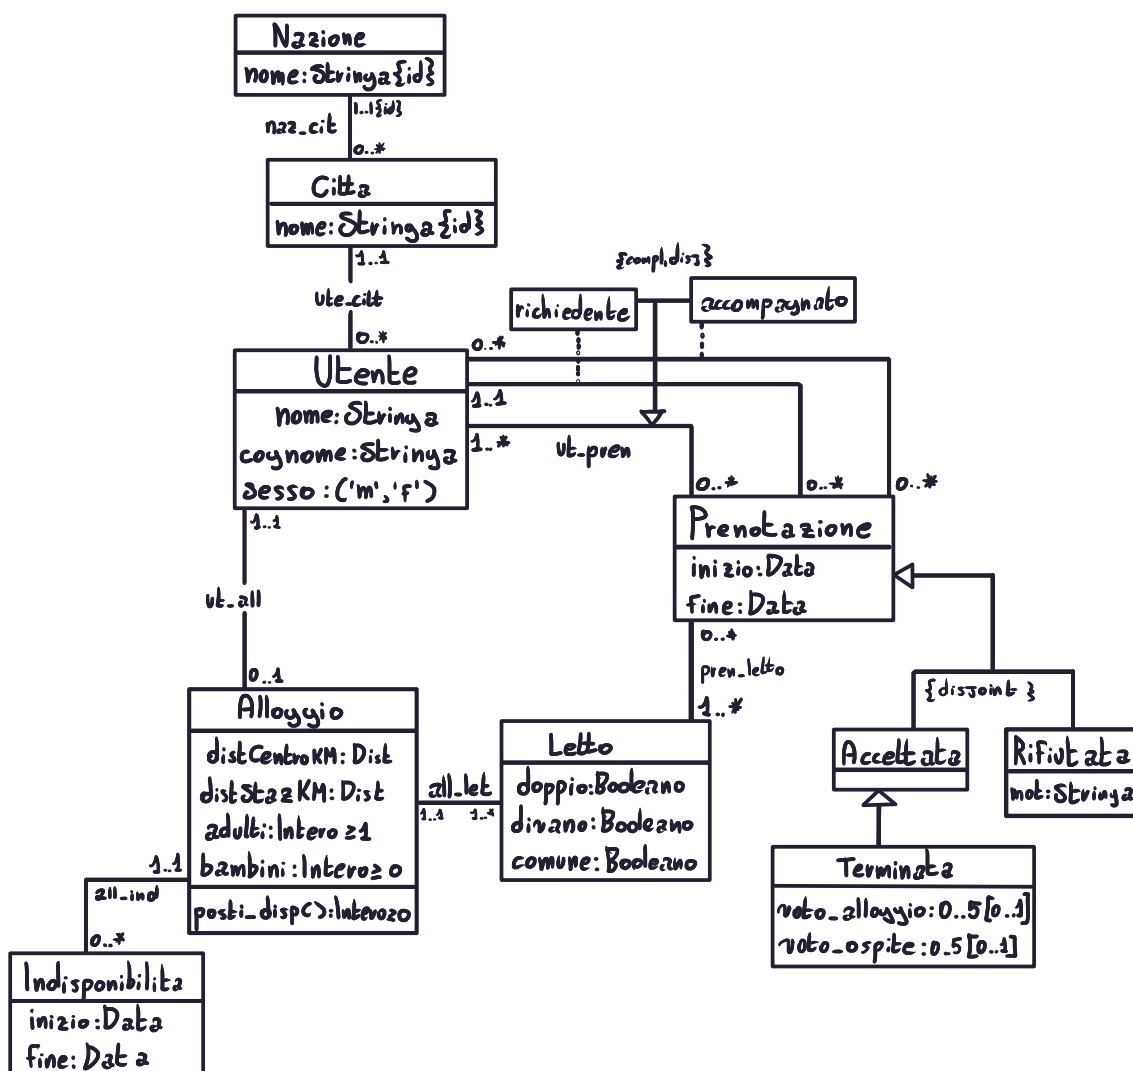 Nazione
nome:Stringa{id}
1..1{id}
naz_cit
0..*
Citta
nome:Stringa{id}
1..1
ute_citt
0..*
{compl,disj}
richiedente
accompagnato
0..*
1..1
1..*
ut_pren
0..*
0..*
0..*
Utente
nome:Stringa
cognome:Stringa
sesso:('m','f')
1..1
ut_all
0..1
Prenotazione
inizio:Data
fine:Data
0..*
pren_letto
1..*
{disjoint}
Accettata
Rifiutata
mot:Stringa
Terminata
voto_alloggio:0..5[0..1]
voto_ospite:0..5[0..1]
Alloggio
distCentroKM:Dist
distStazKM:Dist
adulti:Intero≥1
bambini:Intero≥0
posti_disp():Intero≥0
all_let
1..1
1..*
Letto
doppio:Booleano
divano:Booleano
comune:Booleano
1..1
all_ind
0..*
Indisponibilita
inizio:Data
fine:Data